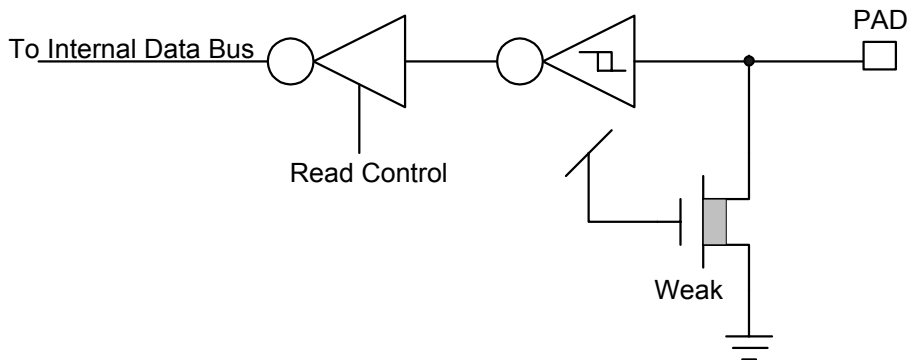 PAD
To Internal Data Bus
Read Control
Weak